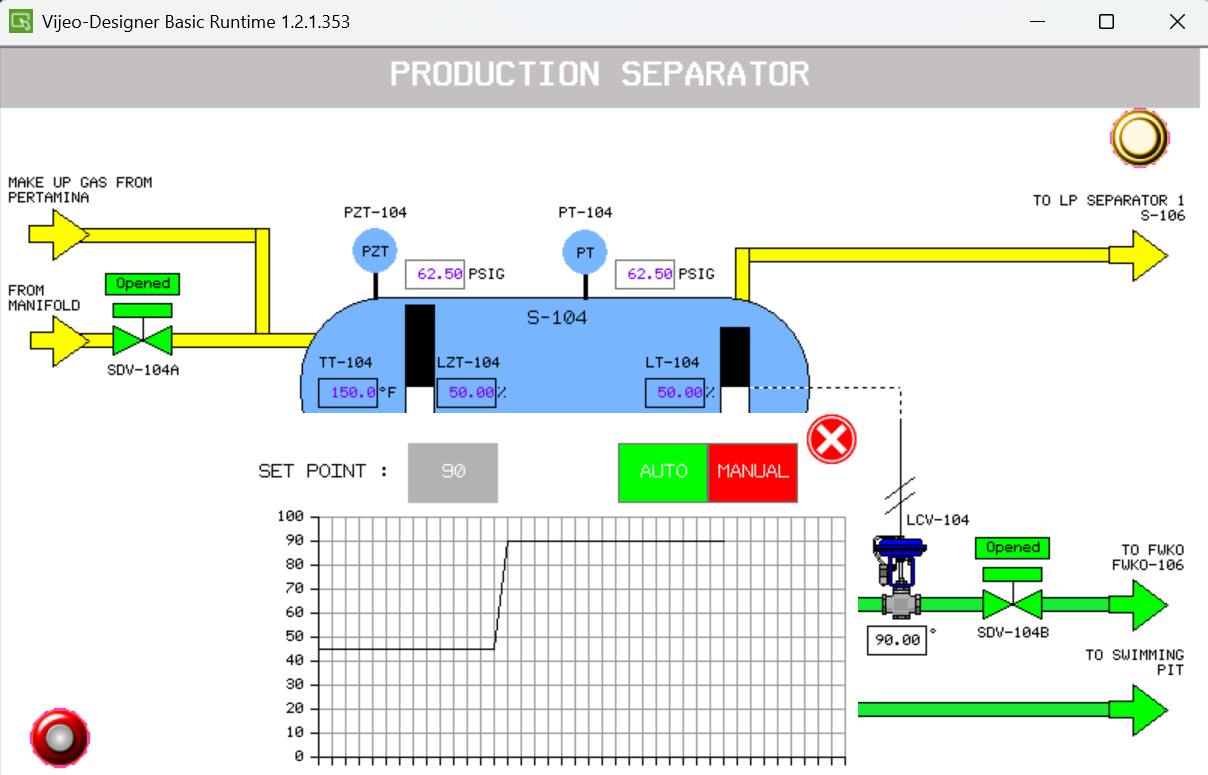 Vijeo-Designer Basic Runtime 1.2.1.353
PRODUCTION SEPARATOR
MAKE UP GAS FROM
PERTAMINA
PZT-104
PT-104
TO LP SEPARATOR 1
S-106
PZT
62.50 PSIG
PT
62.50 PSIG
Opened
FROM
MANIFOLD
SDV-104A
S-104
TT-104
150.0 °F
LZT-104
50.00 %
LT-104
50.00 %
SET POINT :
90
AUTO
MANUAL
100
90
80
70
60
50
40
30
20
10
0
LCV-104
Opened
TO FWKO
FWKO-106
90.00 °
SDV-104B
TO SWIMMING
PIT